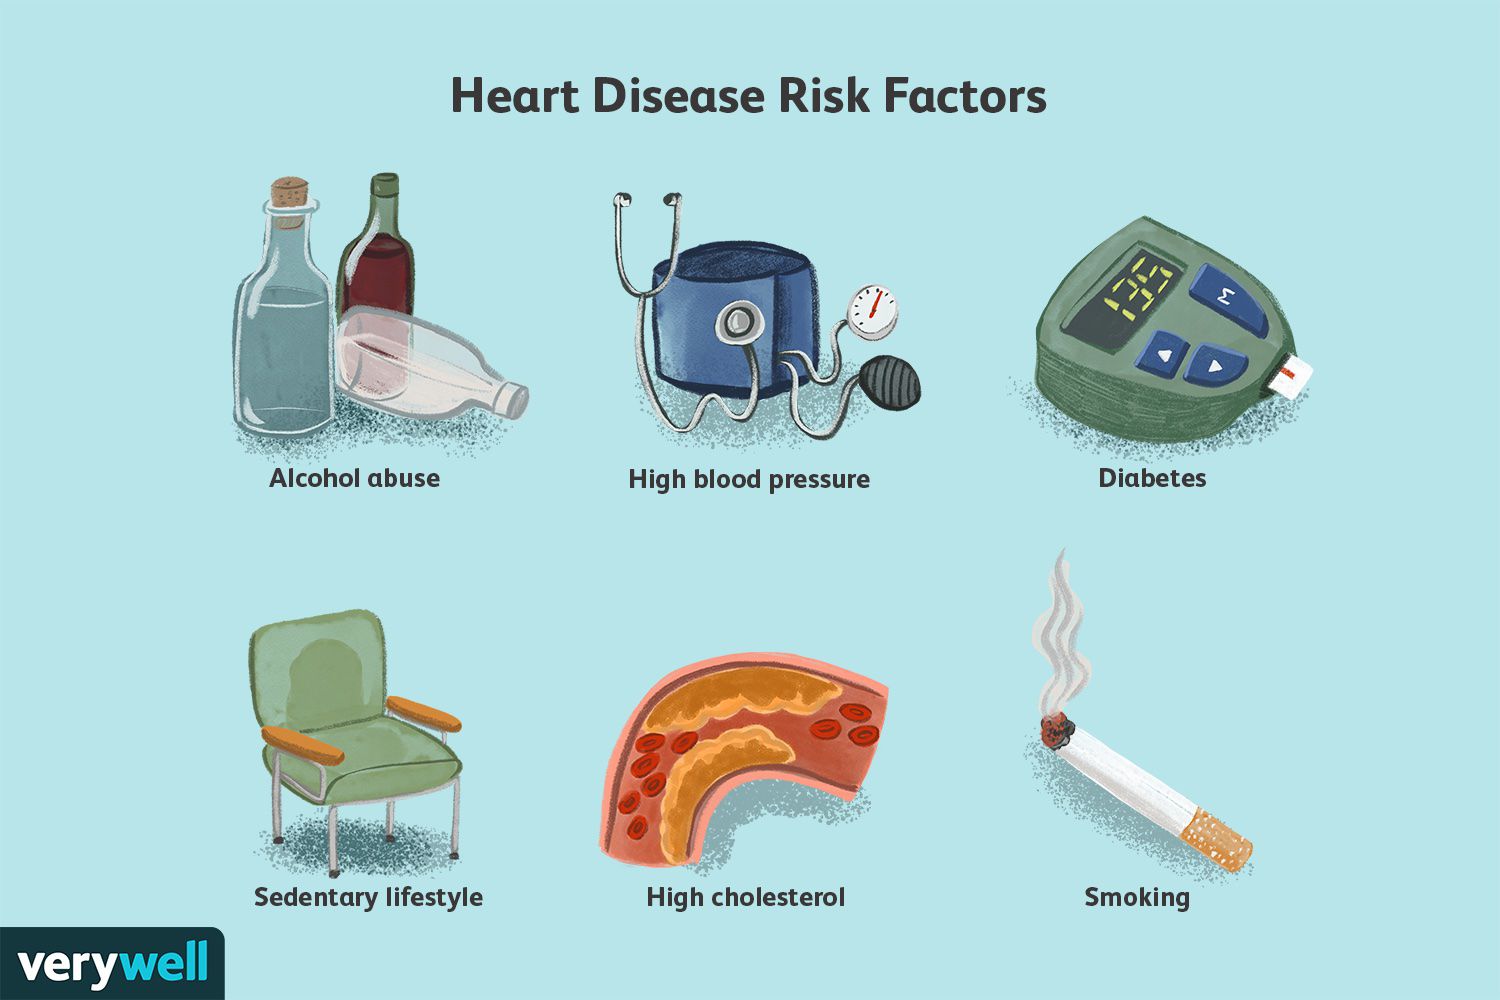 Heart Disease Risk Factors
135
Σ
Alcohol abuse
High blood pressure
Diabetes
Sedentary lifestyle
High cholesterol
Smoking
verywell